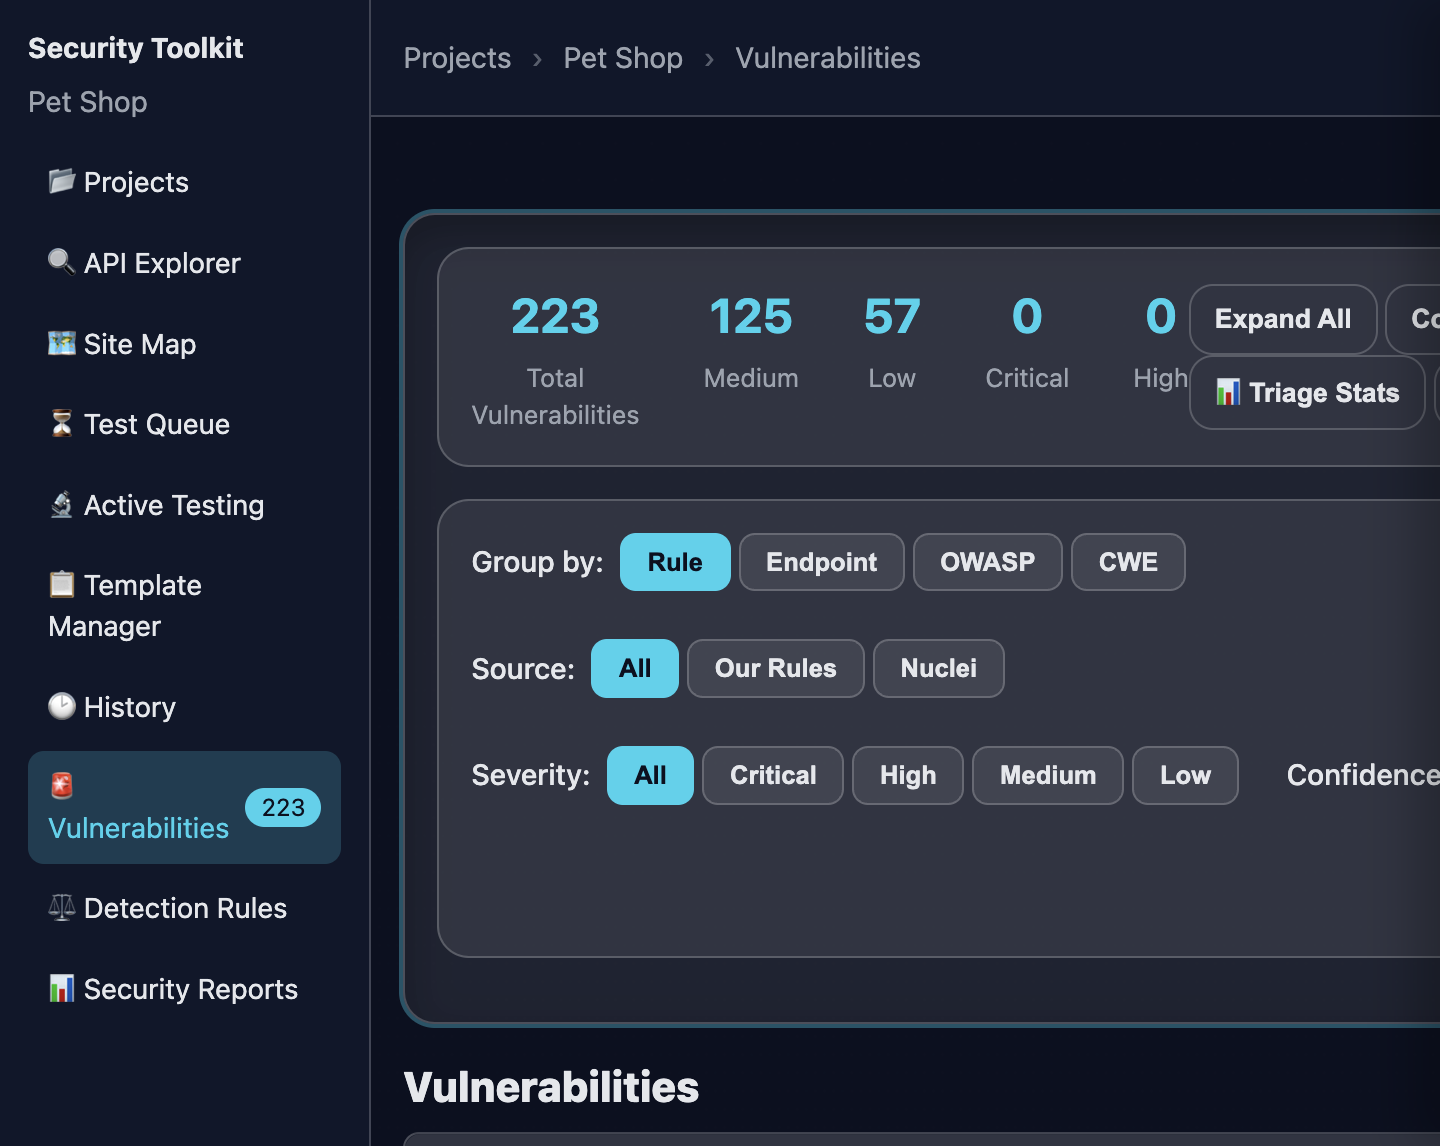 Security Toolkit
Pet Shop
Projects
API Explorer
Site Map
Test Queue
Active Testing
Template
Manager
History
Vulnerabilities 223
Detection Rules
Security Reports
Projects › Pet Shop › Vulnerabilities
223 125 57 0 0
Total Vulnerabilities Medium Low Critical High
Expand All Co
Triage Stats
Group by: Rule Endpoint OWASP CWE
Source: All Our Rules Nuclei
Severity: All Critical High Medium Low Confidence
Vulnerabilities